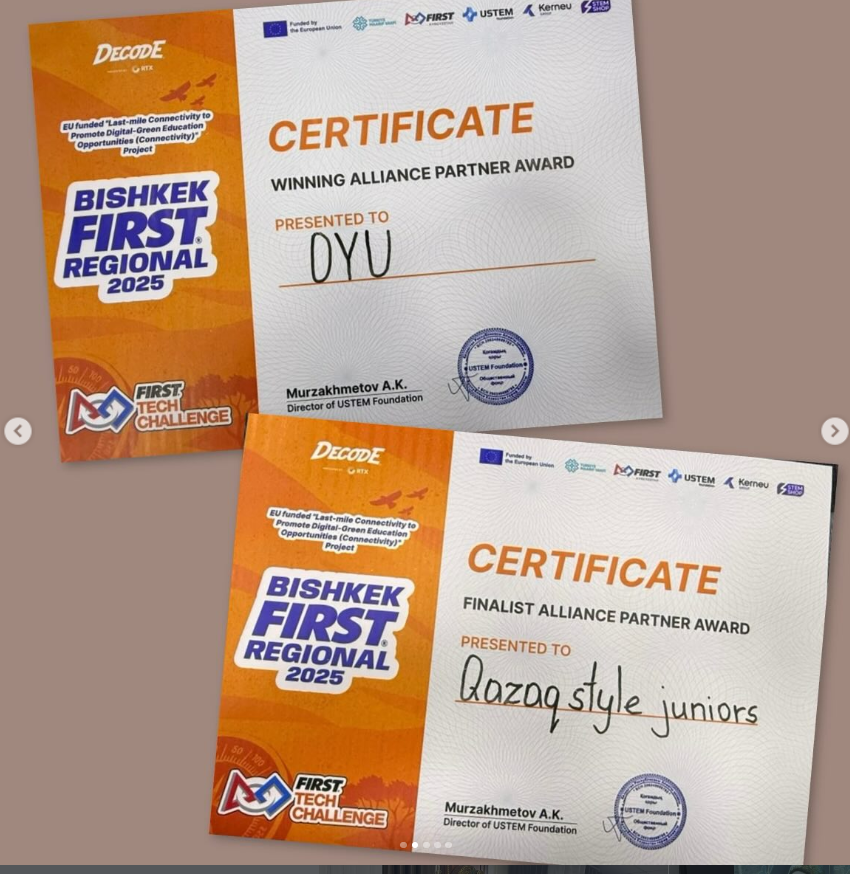 DECODE
RTX
EU funded "Last-mile Connectivity to
Promote Digital-Green Education
Opportunities (Connectivity)"
Project
BISHKEK
FIRST®
REGIONAL
2025
FIRST
TECH
CHALLENGE
Funded by
the European Union
FIRST
USTEM
Kerneu
STEM
SHOP
CERTIFICATE
WINNING ALLIANCE PARTNER AWARD
PRESENTED TO
OYU
Murzakhmetov A.K.
Director of USTEM Foundation
USTEM Foundation
Общественный
фонд
DECODE
RTX
EU funded "Last-mile Connectivity to
Promote Digital-Green Education
Opportunities (Connectivity)"
Project
BISHKEK
FIRST®
REGIONAL
2025
FIRST
TECH
CHALLENGE
Funded by
the European Union
FIRST
USTEM
Kerneu
STEM
SHOP
CERTIFICATE
FINALIST ALLIANCE PARTNER AWARD
PRESENTED TO
Qazaq style juniors
Murzakhmetov A.K.
Director of USTEM Foundation
USTEM Foundation
Общественный
фонд